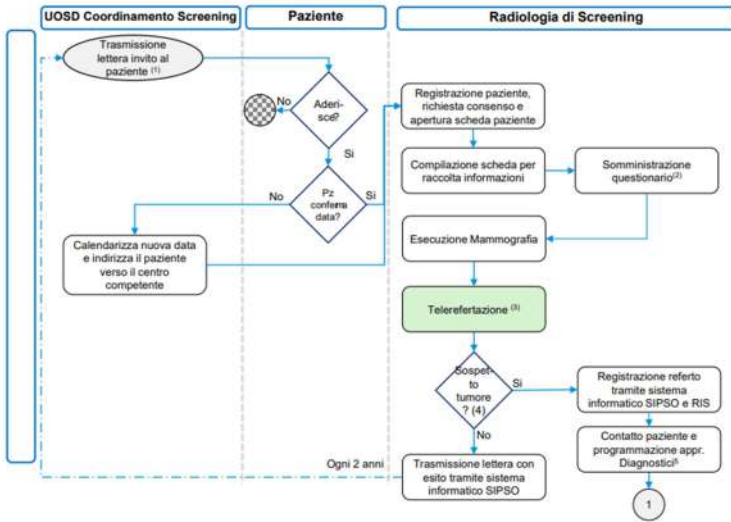 UOSD Coordinamento Screening
Paziente
Radiologia di Screening
Trasmissione
lettera invito al
paziente (1)
No
Aderi-
sce?
Si
Registrazione paziente,
richiesta consenso e
apertura scheda paziente
Compilazione scheda per
raccolta informazioni
Somministrazione
questionario(2)
No
Pz
conferma
data?
Si
Calendarizza nuova data
e indirizza il paziente
verso il centro
competente
Esecuzione Mammografia
Telerefertazione (3)
Sospet-
to
tumore
? (4)
Si
Registrazione referto
tramite sistema
informatico SIPSO e RIS
No
Contatto paziente e
programmazione appr.
Diagnostici5
Ogni 2 anni
Trasmissione lettera con
esito tramite sistema
informatico SIPSO
1